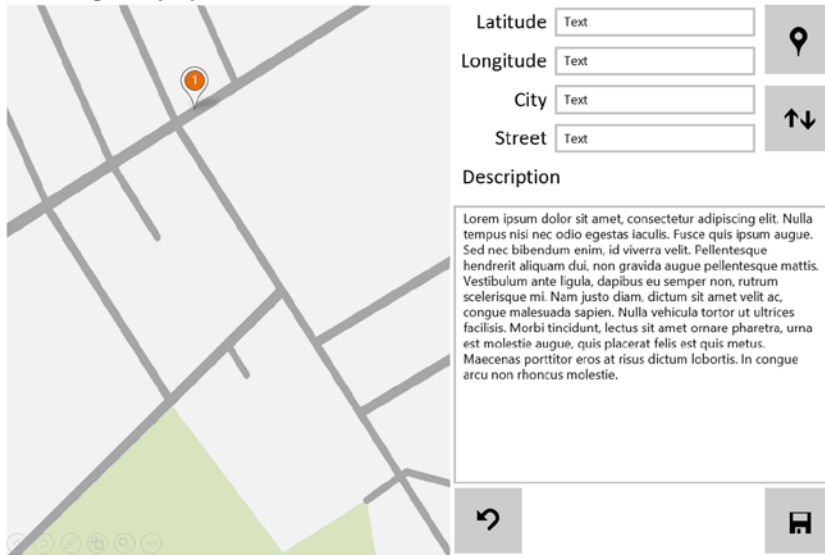 1
Latitude Text
Longitude Text
City Text
Street Text
Description
Lorem ipsum dolor sit amet, consectetur adipiscing elit. Nulla
tempus nisi nec odio egestas iaculis. Fusce quis ipsum augue.
Sed nec bibendum enim, id viverra velit. Pellentesque
hendrerit aliquam dui, non gravida augue pellentesque mattis.
Vestibulum ante ligula, dapibus eu semper non, rutrum
scelerisque mi. Nam justo diam, dictum sit amet velit ac,
congue malesuada sapien. Nulla vehicula tortor ut ultrices
facilisis. Morbi tincidunt, lectus sit amet ornare pharetra, urna
est molestie augue, quis placerat felis est quis metus.
Maecenas porttitor eros at risus dictum lobortis. In congue
arcu non rhoncus molestie.